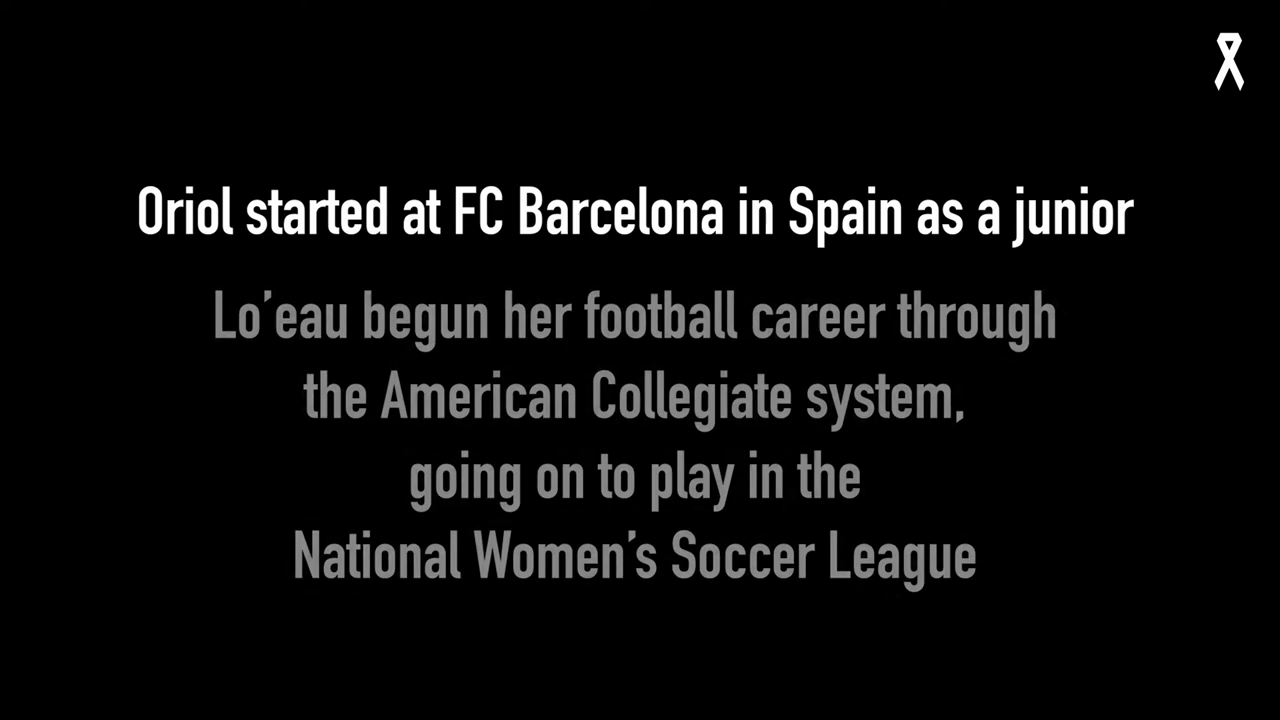 Oriol started at FC Barcelona in Spain as a junior
Lo’eau begun her football career through
the American Collegiate system,
going on to play in the
National Women’s Soccer League